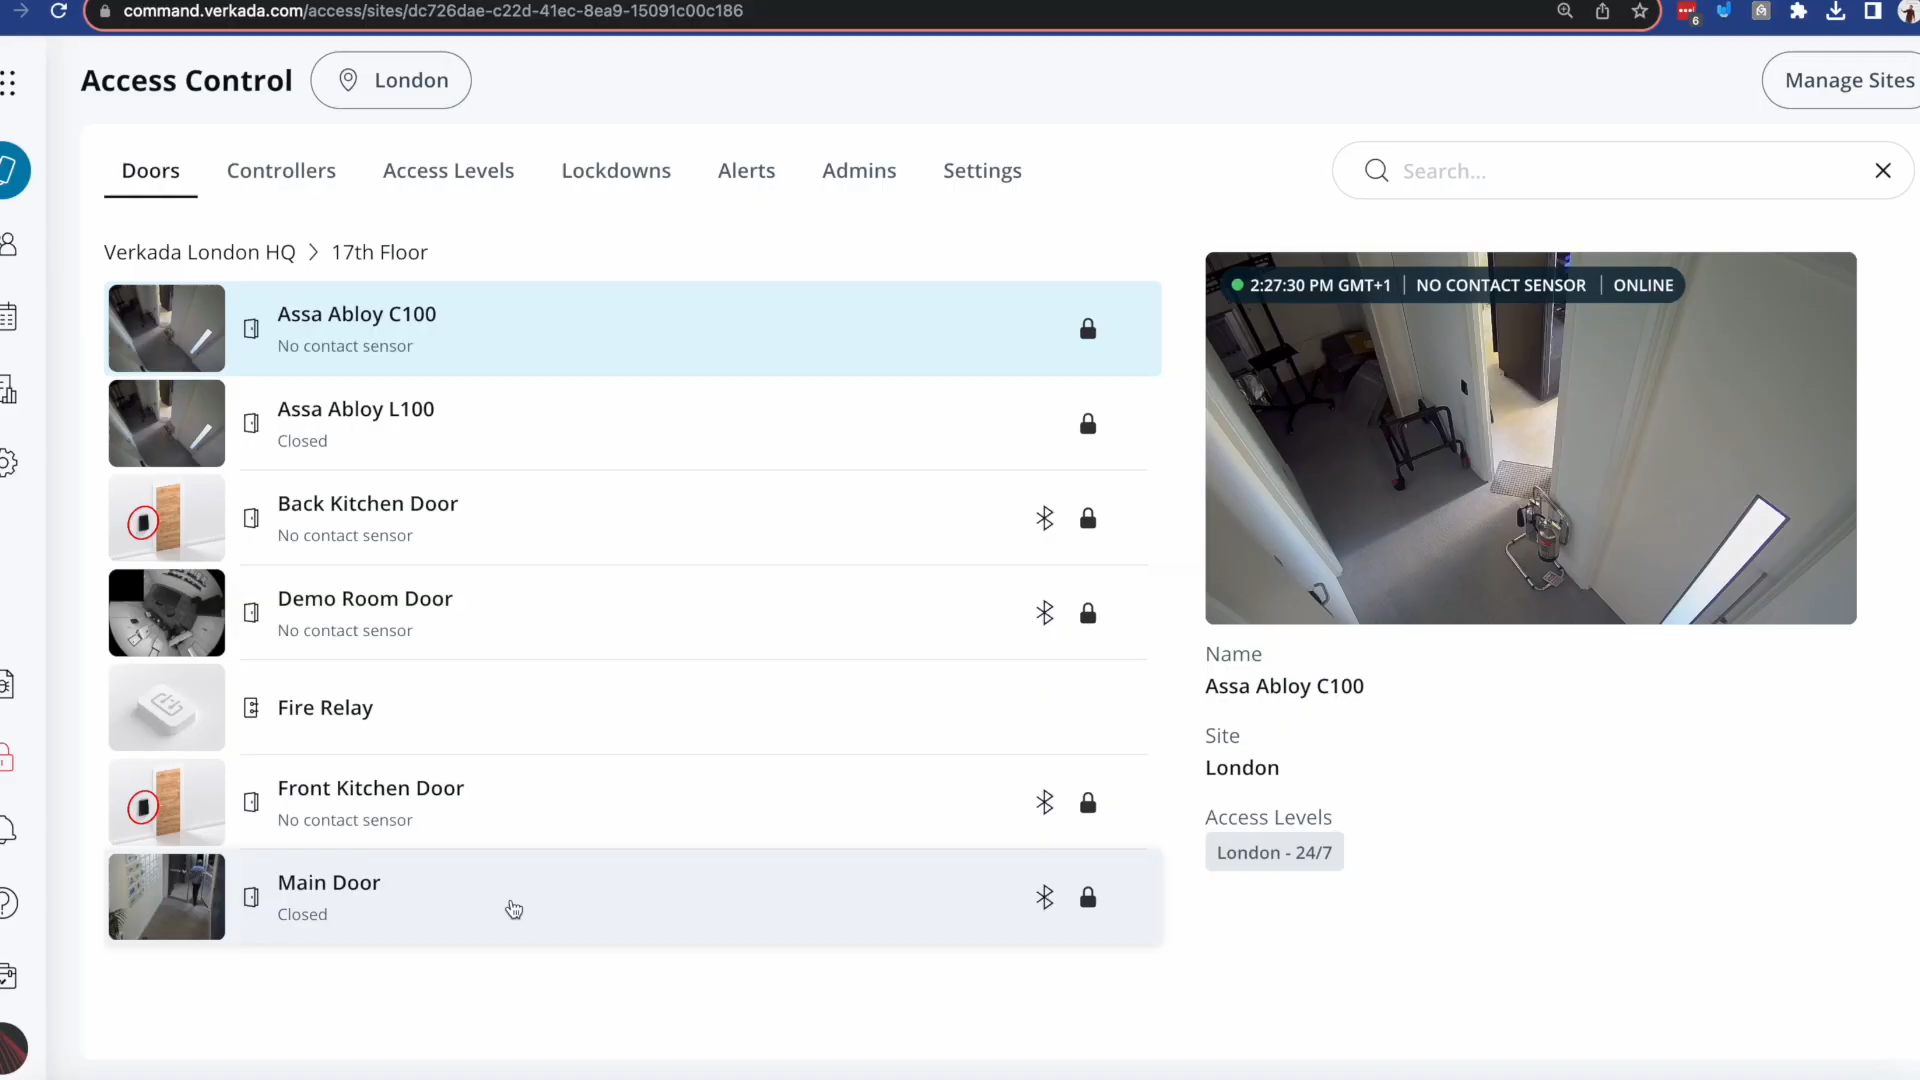 command.verkada.com/access/sites/dc726dae-c22d-41ec-8ea9-15091c00c186
6
Access Control
London
Manage Sites
Doors
Controllers
Access Levels
Lockdowns
Alerts
Admins
Settings
Search...
Verkada London HQ > 17th Floor
Assa Abloy C100
No contact sensor
Assa Abloy L100
Closed
Back Kitchen Door
No contact sensor
Demo Room Door
No contact sensor
Fire Relay
Front Kitchen Door
No contact sensor
Main Door
Closed
2:27:30 PM GMT+1 | NO CONTACT SENSOR | ONLINE
Name
Assa Abloy C100
Site
London
Access Levels
London - 24/7